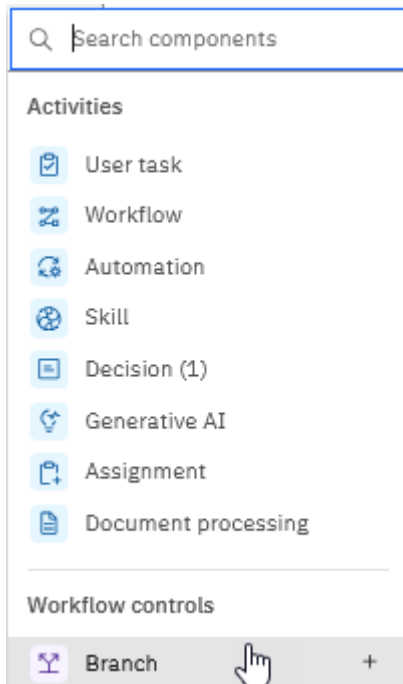 Search components
Activities
User task
Workflow
Automation
Skill
Decision (1)
Generative AI
Assignment
Document processing
Workflow controls
Branch +